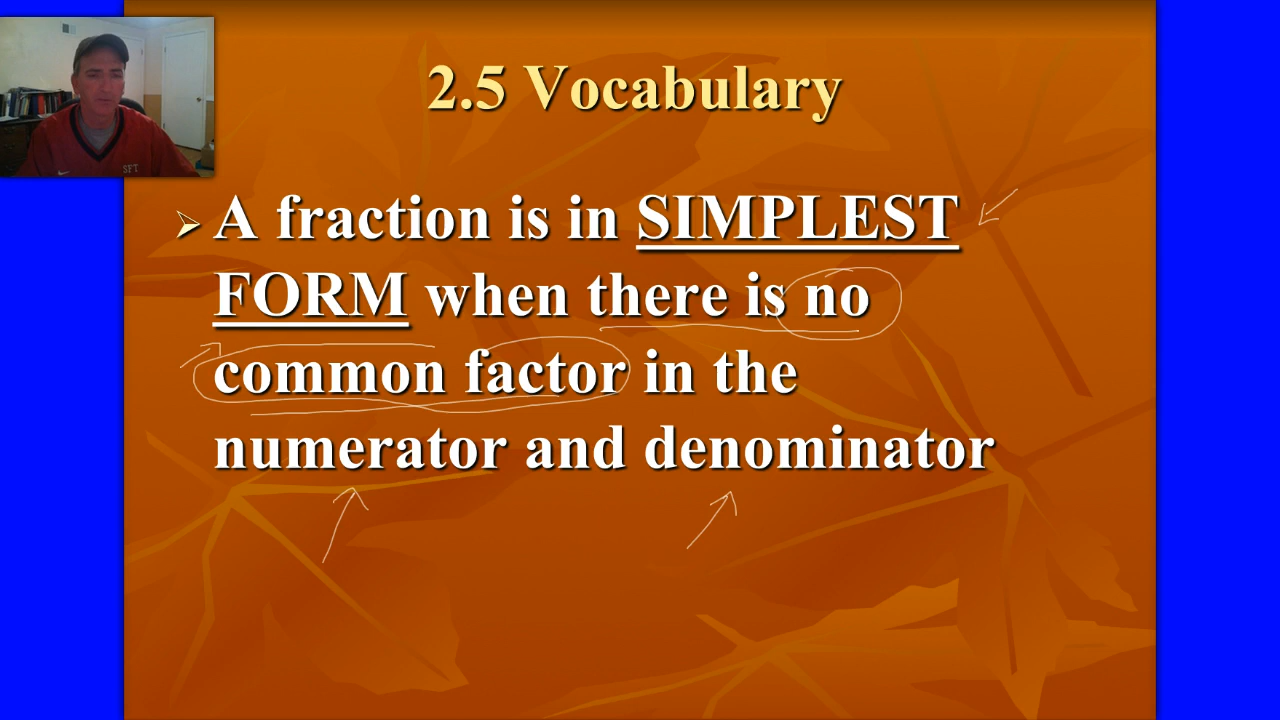 2.5 Vocabulary
A fraction is in SIMPLEST
FORM when there is no
common factor in the
numerator and denominator
SFT